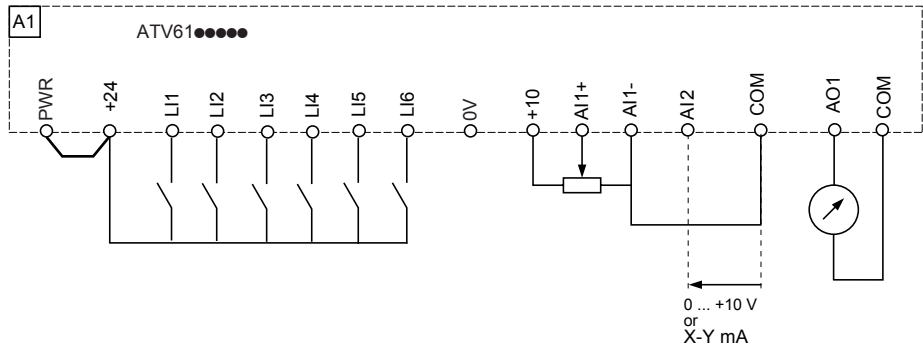 A1
ATV61●●●●●
PWR
+24
LI1
LI2
LI3
LI4
LI5
LI6
0V
+10
AI1+
AI1-
AI2
COM
AO1
COM
0 ... +10 V
or
X-Y mA